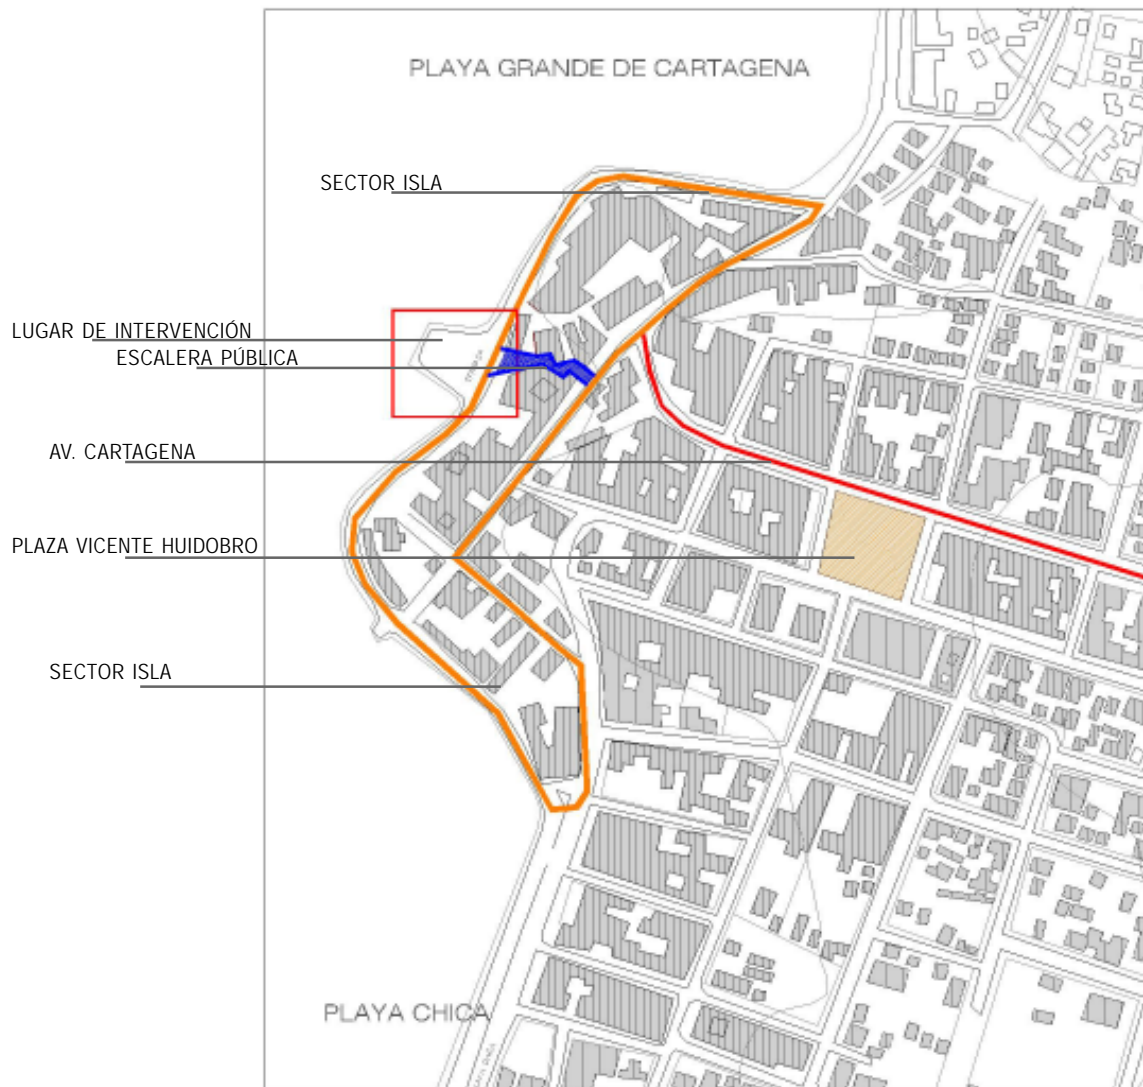 PLAYA GRANDE DE CARTAGENA
SECTOR ISLA
LUGAR DE INTERVENCIÓN
ESCALERA PÚBLICA
AV. CARTAGENA
PLAZA VICENTE HUIDOBRO
SECTOR ISLA
PLAYA CHICA